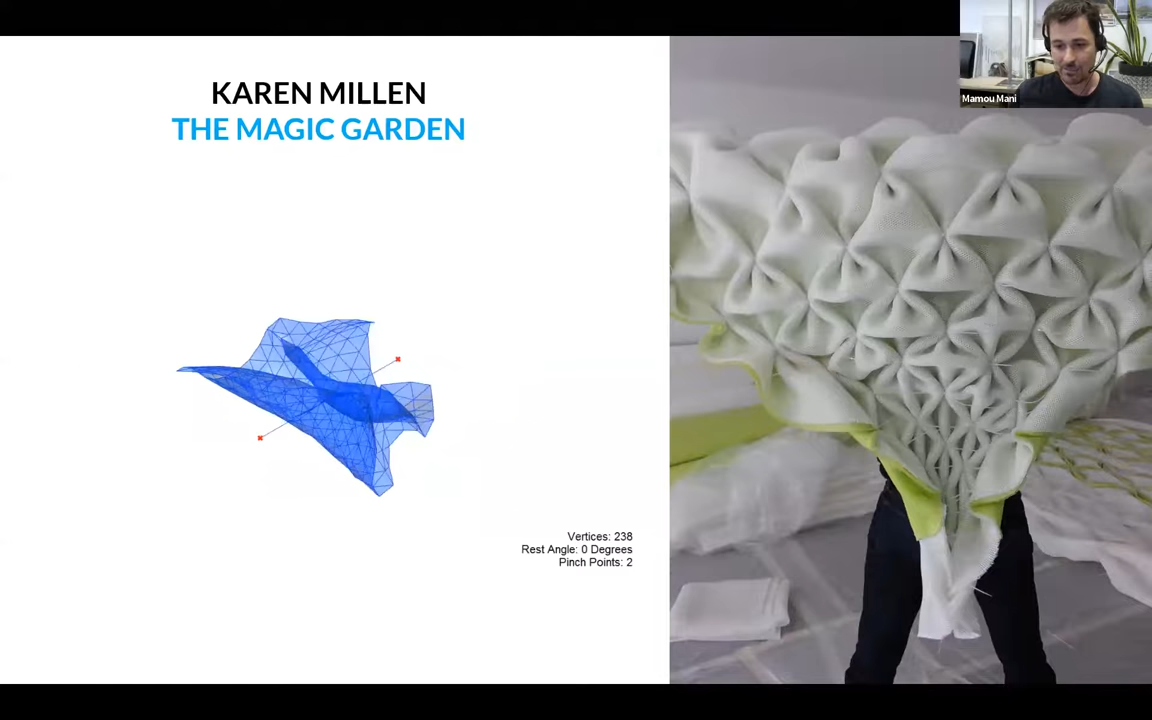 KAREN MILLEN
THE MAGIC GARDEN
Mamou Mani
Vertices: 238
Rest Angle: 0 Degrees
Pinch Points: 2